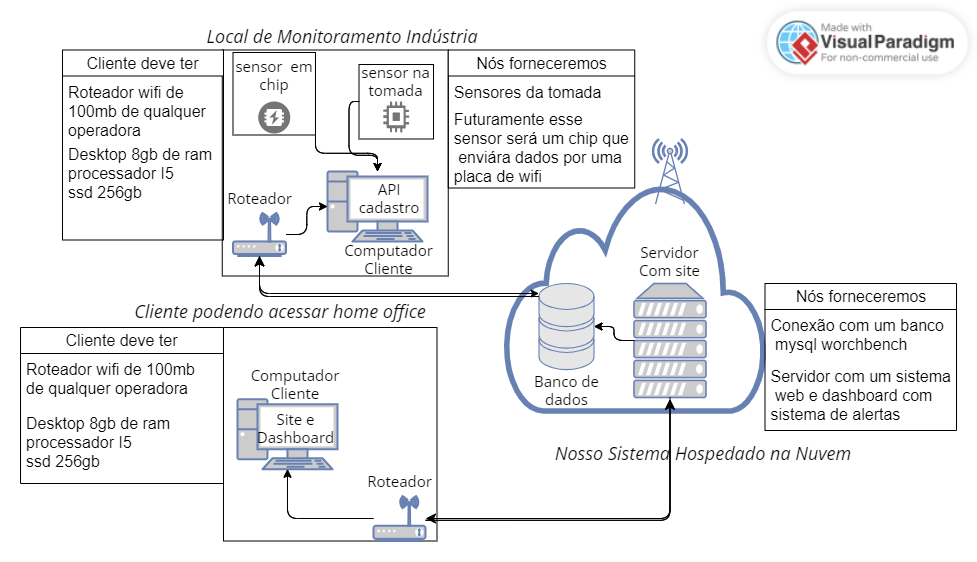 Made with
Visual Paradigm
For non-commercial use
Local de Monitoramento Indústria
Cliente deve ter
Roteador wifi de
100mb de qualquer
operadora
Desktop 8gb de ram
processador I5
ssd 256gb
sensor em
chip
sensor na
tomada
Nós forneceremos
Sensores da tomada
Futuramente esse
sensor será um chip que
enviára dados por uma
placa de wifi
Roteador
API
cadastro
Computador
Cliente
Servidor
Com site
Banco de
dados
Nós forneceremos
Conexão com um banco
mysql worchbench
Servidor com um sistema
web e dashboard com
sistema de alertas
Nosso Sistema Hospedado na Nuvem
Cliente podendo acessar home office
Cliente deve ter
Roteador wifi de 100mb
de qualquer operadora
Desktop 8gb de ram
processador I5
ssd 256gb
Computador
Cliente
Site e
Dashboard
Roteador